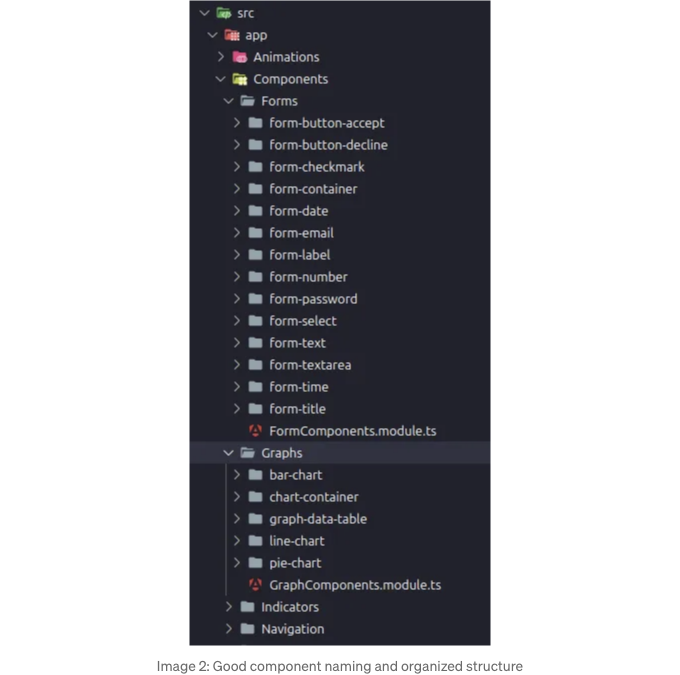 src
app
Animations
Components
Forms
form-button-accept
form-button-decline
form-checkmark
form-container
form-date
form-email
form-label
form-number
form-password
form-select
form-text
form-textarea
form-time
form-title
FormComponents.module.ts
Graphs
bar-chart
chart-container
graph-data-table
line-chart
pie-chart
GraphComponents.module.ts
Indicators
Navigation
Image 2: Good component naming and organized structure